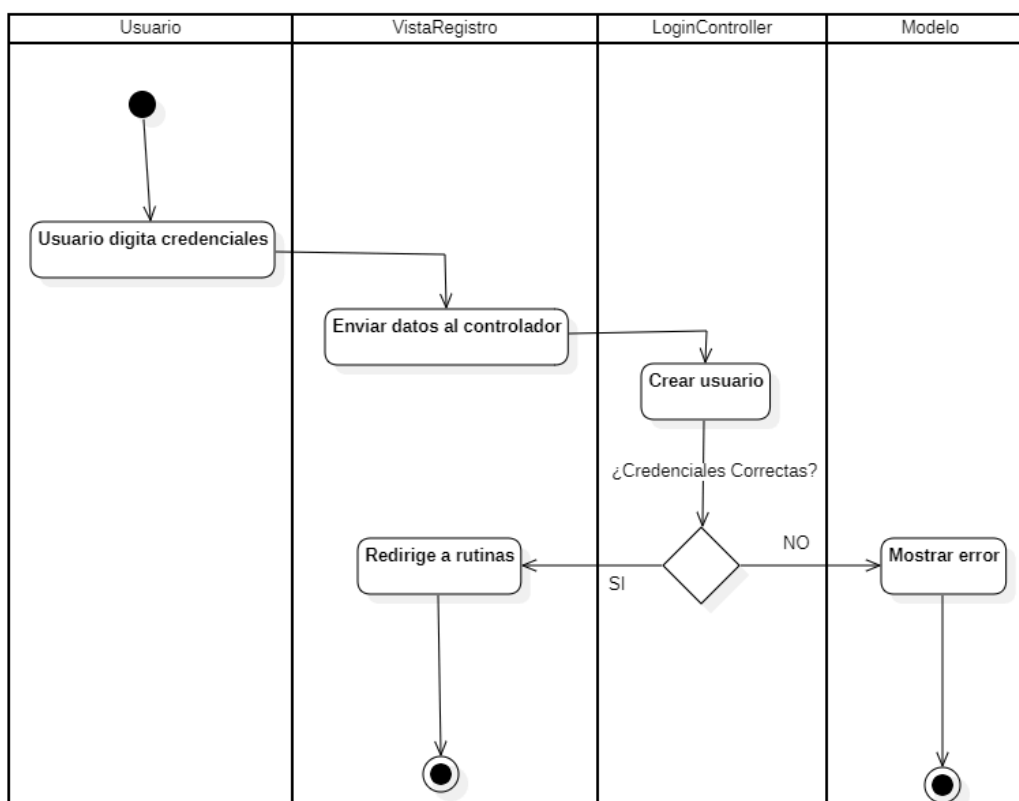 Usuario
VistaRegistro
LoginController
Modelo
Usuario digita credenciales
Enviar datos al controlador
Crear usuario
¿Credenciales Correctas?
Redirige a rutinas
SI
NO
Mostrar error